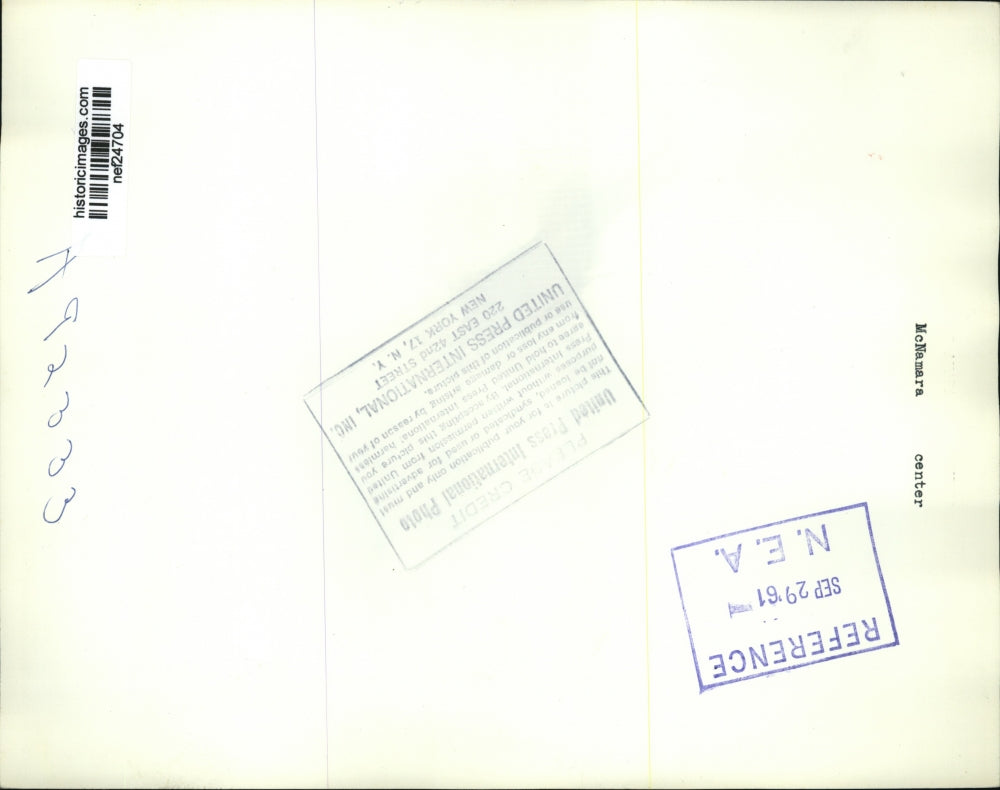 historicimages.com
nef24704
McNamara center
PLEASE CREDIT
United Press International Photo
This picture is for your publication only and must
not be loaned, syndicated or used for advertising
purposes without written permission from United
Press International. By accepting this picture you
agree to hold United Press International harmless
from any loss or damage arising by reason of your
use or publication of this picture.
UNITED PRESS INTERNATIONAL, INC.
220 EAST 42nd STREET
NEW YORK 17, N. Y.
REFERENCE
SEP 29 '61
N. E. A.